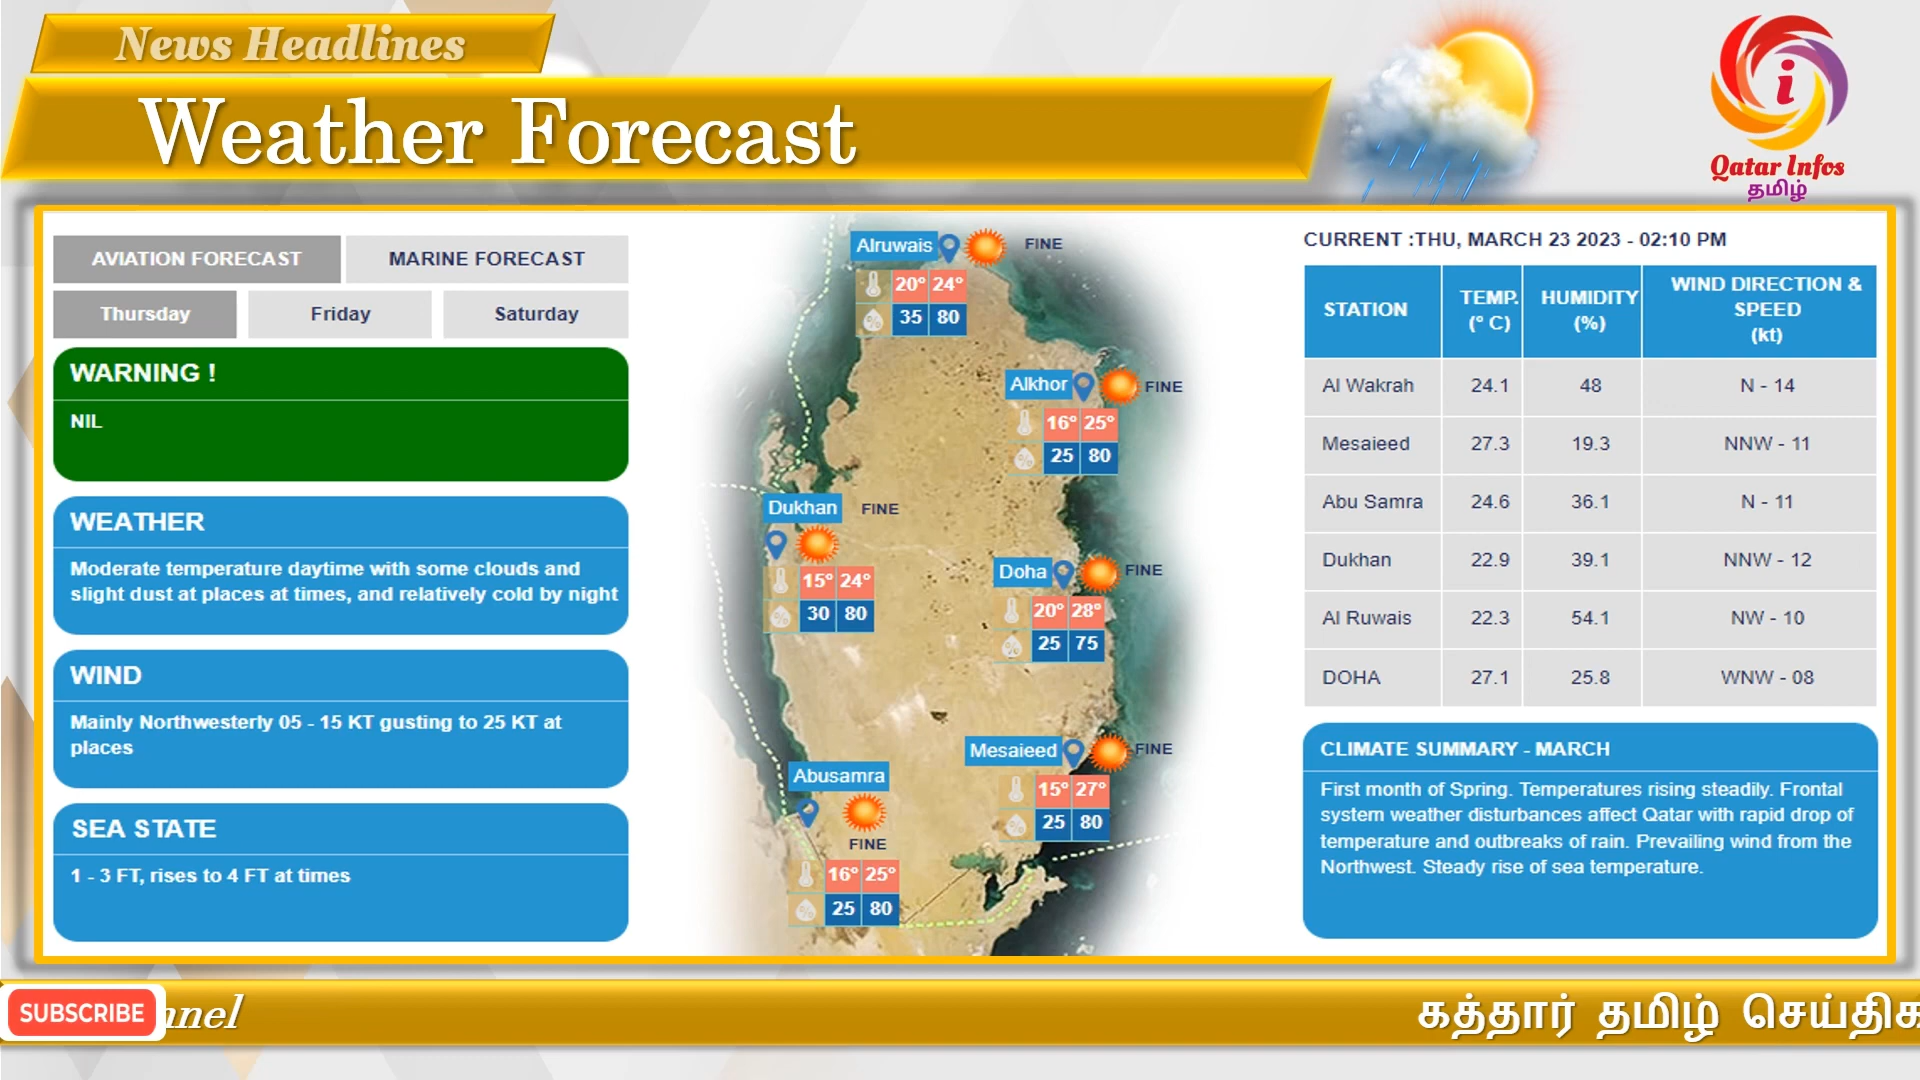 News Headlines
Weather Forecast
i
Qatar Infos
தமிழ்
AVIATION FORECAST
MARINE FORECAST
Thursday
Friday
Saturday
WARNING !
NIL
WEATHER
Moderate temperature daytime with some clouds and
slight dust at places at times, and relatively cold by night
WIND
Mainly Northwesterly 05 - 15 KT gusting to 25 KT at
places
SEA STATE
1 - 3 FT, rises to 4 FT at times
Alruwais FINE
20° 24°
35 80
Alkhor FINE
16° 25°
% 25 80
Dukhan FINE
15° 24°
% 30 80
Doha FINE
20° 28°
% 25 75
Mesaieed FINE
15° 27°
% 25 80
Abusamra
FINE
16° 25°
% 25 80
CURRENT :THU, MARCH 23 2023 - 02:10 PM
STATION TEMP. (° C) HUMIDITY (%) WIND DIRECTION & SPEED (kt)
Al Wakrah 24.1 48 N - 14
Mesaieed 27.3 19.3 NNW - 11
Abu Samra 24.6 36.1 N - 11
Dukhan 22.9 39.1 NNW - 12
Al Ruwais 22.3 54.1 NW - 10
DOHA 27.1 25.8 WNW - 08
CLIMATE SUMMARY - MARCH
First month of Spring. Temperatures rising steadily. Frontal
system weather disturbances affect Qatar with rapid drop of
temperature and outbreaks of rain. Prevailing wind from the
Northwest. Steady rise of sea temperature.
SUBSCRIBE
கத்தார் தமிழ்